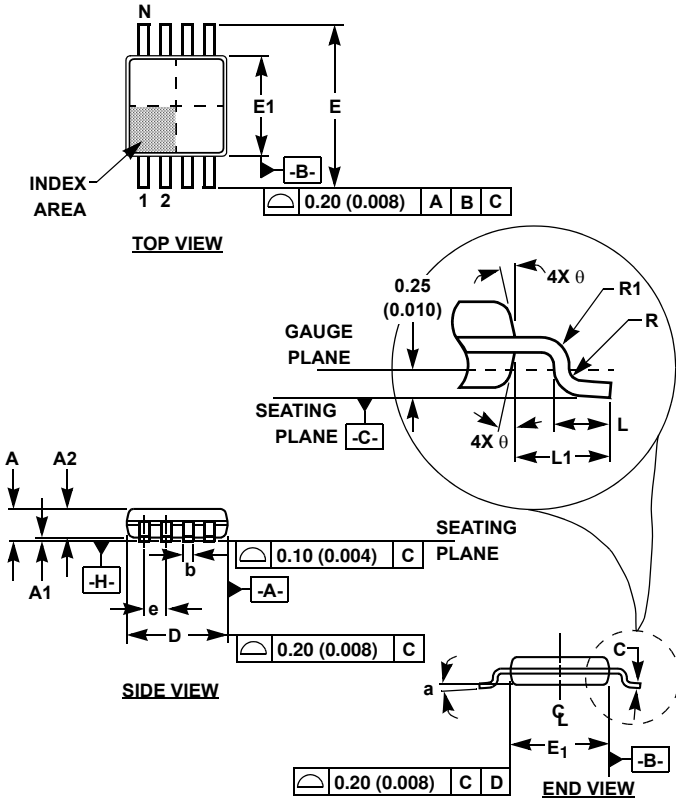 N
E1
E
-B-
INDEX
AREA
1 2
0.20 (0.008) A B C
TOP VIEW
0.25
(0.010)
4X θ
R1
R
GAUGE
PLANE
SEATING
PLANE
-C-
4X θ
L
L1
A
A2
SEATING
PLANE
0.10 (0.004) C
b
-H-
A1
-A-
e
D
0.20 (0.008) C
SIDE VIEW
C
a
CL
E1
-B-
0.20 (0.008) C D
END VIEW